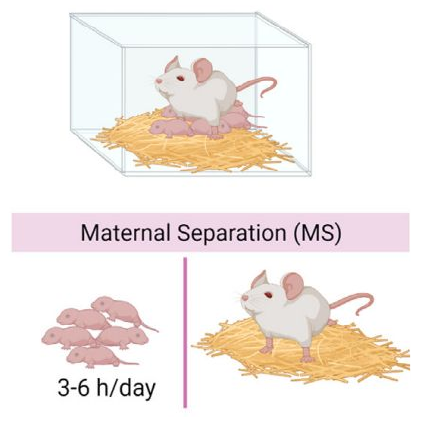 Maternal Separation (MS)
3-6 h/day